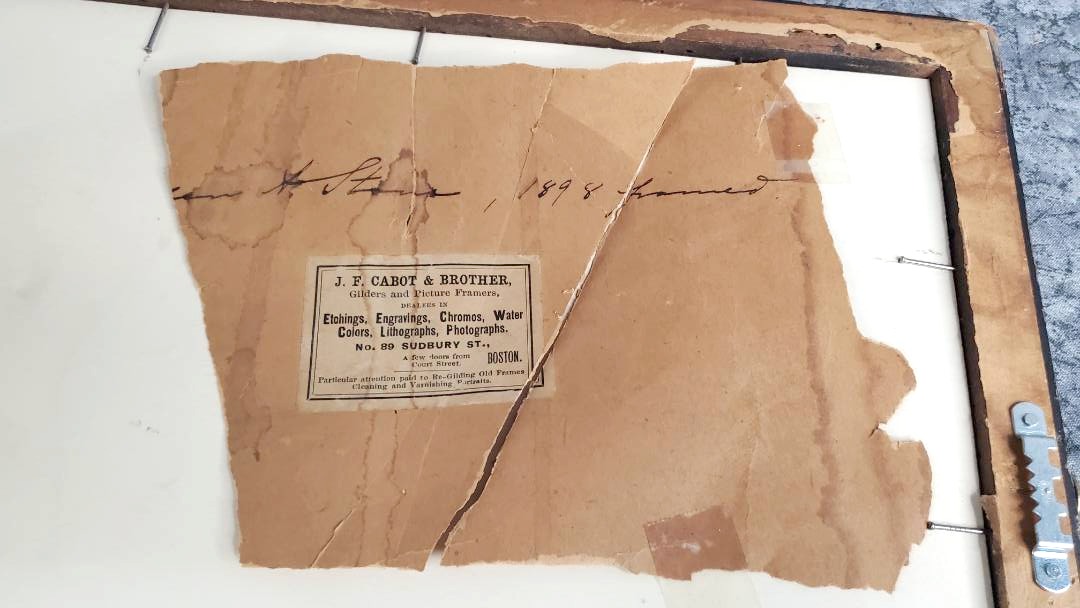 H Stone, 1898 framed
J. F. CABOT & BROTHER,
Gilders and Picture Framers,
DEALERS IN
Etchings, Engravings, Chromos, Water
Colors, Lithographs, Photographs.
No. 89 SUDBURY ST.,
A few doors from
Court Street.
BOSTON.
Particular attention paid to Re-Gilding Old Frames
Cleaning and Varnishing Portraits.